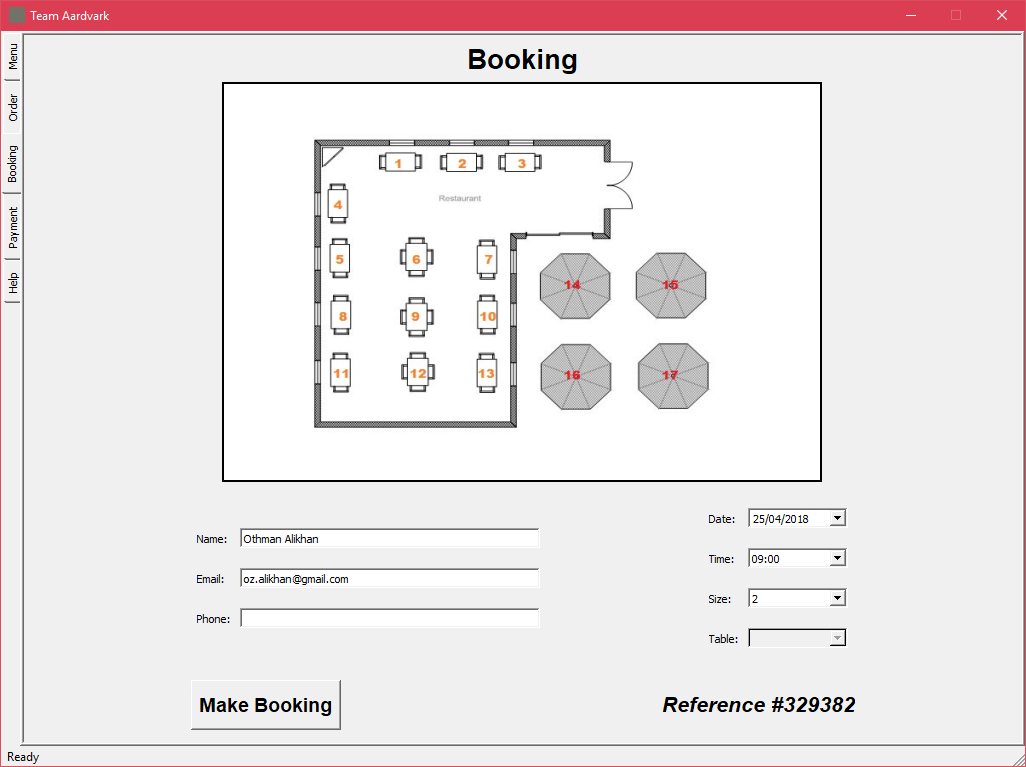 Team Aardvark
Menu
Order
Booking
Payment
Help
Booking
1 2 3
Restaurant
4
5 6 7
14 15
8 9 10
11 12 13
16 17
Name: Othman Alikhan
Email: oz.alikhan@gmail.com
Phone:
Date: 25/04/2018
Time: 09:00
Size: 2
Table:
Make Booking
Reference #329382
Ready